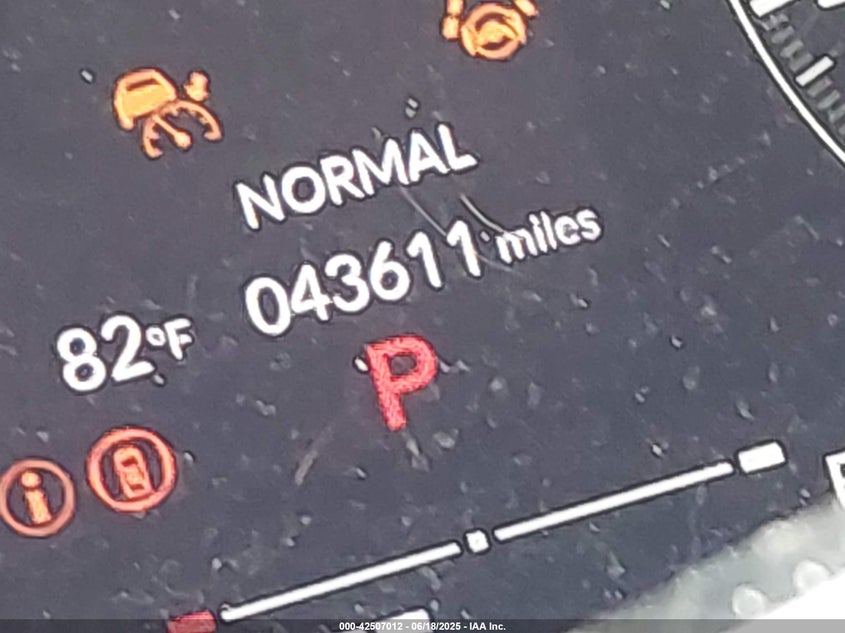 NORMAL
043611 miles
82°F
P
000-42507012 - 06/18/2025 - IAA Inc.